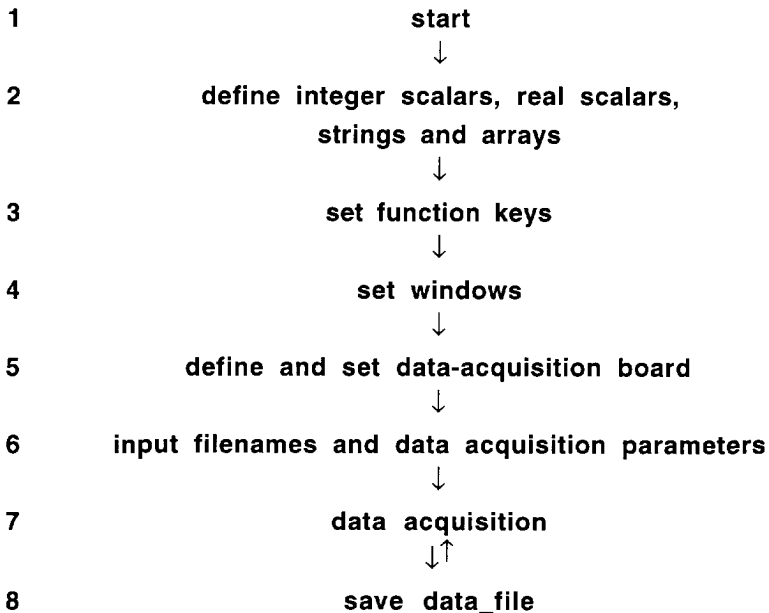 1 start
↓
2 define integer scalars, real scalars,
strings and arrays
↓
3 set function keys
↓
4 set windows
↓
5 define and set data-acquisition board
↓
6 input filenames and data acquisition parameters
↓
7 data acquisition
↓↑
8 save data_file